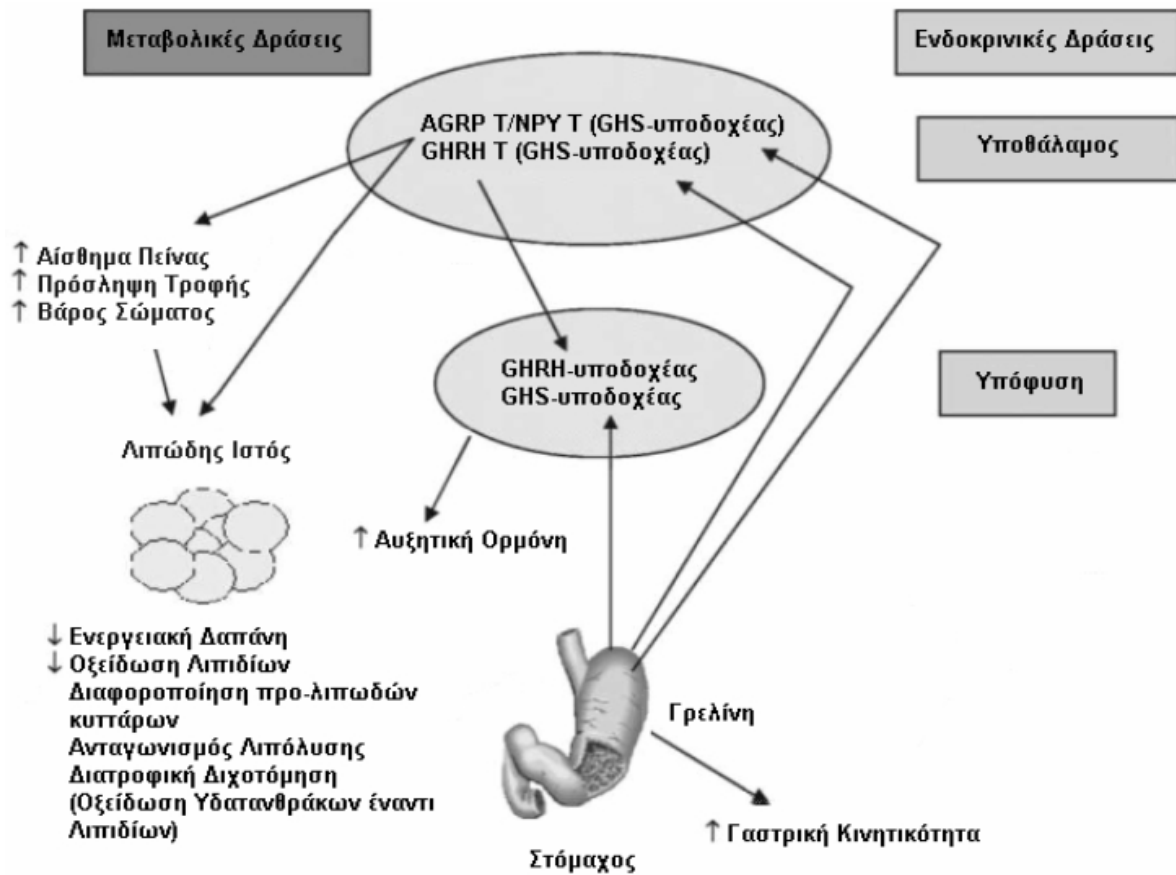 Μεταβολικές Δράσεις
Ενδοκρινικές Δράσεις
AGRP T/NPY T (GHS-υποδοχέας)
GHRH T (GHS-υποδοχέας)
Υποθάλαμος
↑ Αίσθημα Πείνας
↑ Πρόσληψη Τροφής
↑ Βάρος Σώματος
GHRH-υποδοχέας
GHS-υποδοχέας
Υπόφυση
Λιπώδης Ιστός
↑ Αυξητική Ορμόνη
↓ Ενεργειακή Δαπάνη
↓ Οξείδωση Λιπιδίων
Διαφοροποίηση προ-λιπωδών
κυττάρων
Ανταγωνισμός Λιπόλυσης
Διατροφική Διχοτόμηση
(Οξείδωση Υδατανθράκων έναντι
Λιπιδίων)
Γρελίνη
↑ Γαστρική Κινητικότητα
Στόμαχος